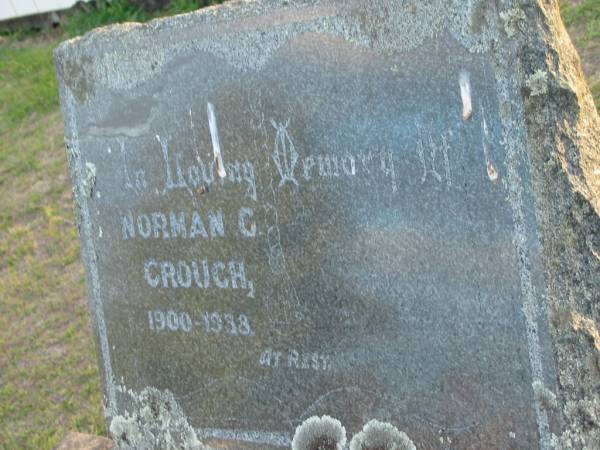 In Loving Memory Of
NORMAN C.
CROUCH,
1900-1938.
AT REST.